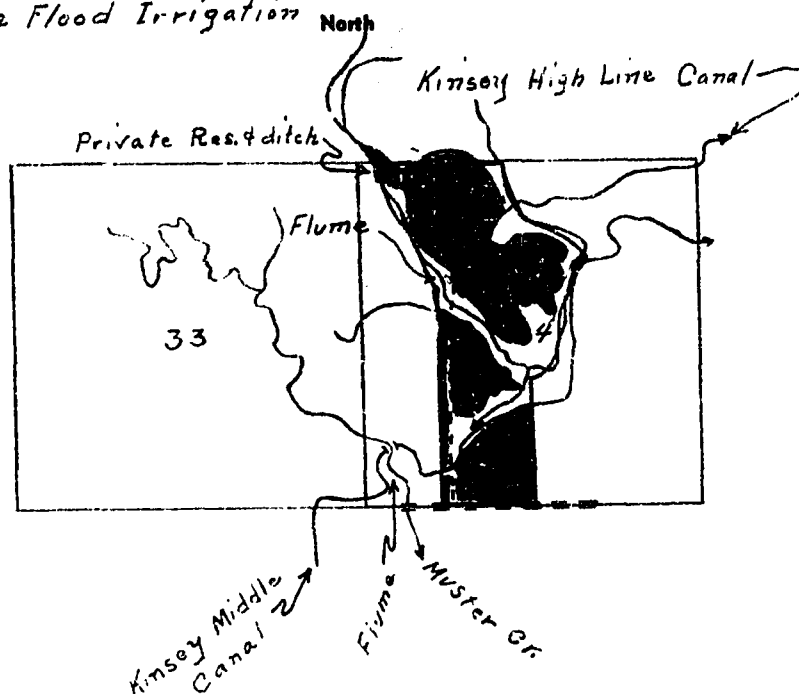 Flood Irrigation
North
Kinsey High Line Canal
Private Res. & ditch
Flume
33
4
Kinsey Middle
Canal
Flume
Muster Cr.